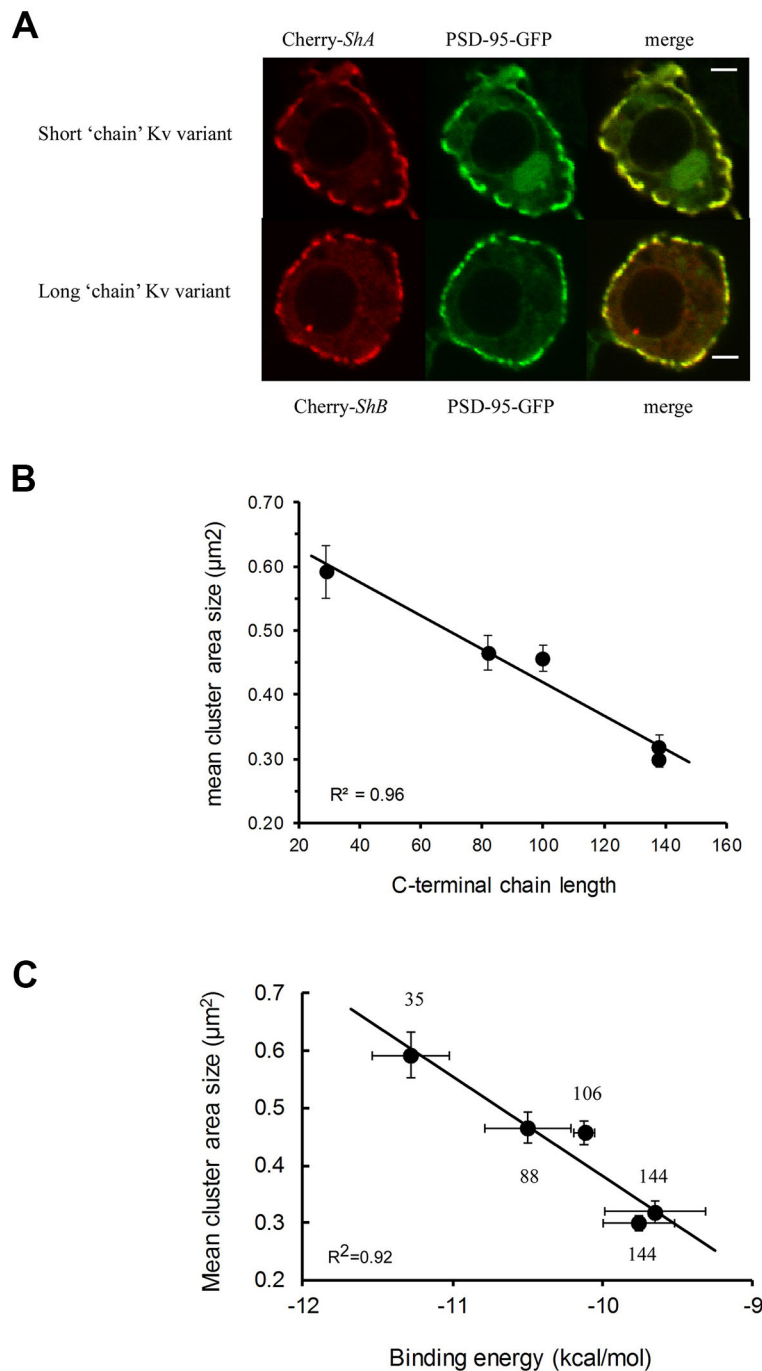 A
Cherry-ShA PSD-95-GFP merge
Short ‘chain’ Kv variant
Long ‘chain’ Kv variant
Cherry-ShB PSD-95-GFP merge
B
mean cluster area size (µm2)
0.70
0.60
0.50
0.40
0.30
0.20
R² = 0.96
20 40 60 80 100 120 140 160
C-terminal chain length
C
Mean cluster area size (µm²)
0.7
0.6
0.5
0.4
0.3
0.2
35
106
88
144
144
R²=0.92
-12 -11 -10 -9
Binding energy (kcal/mol)